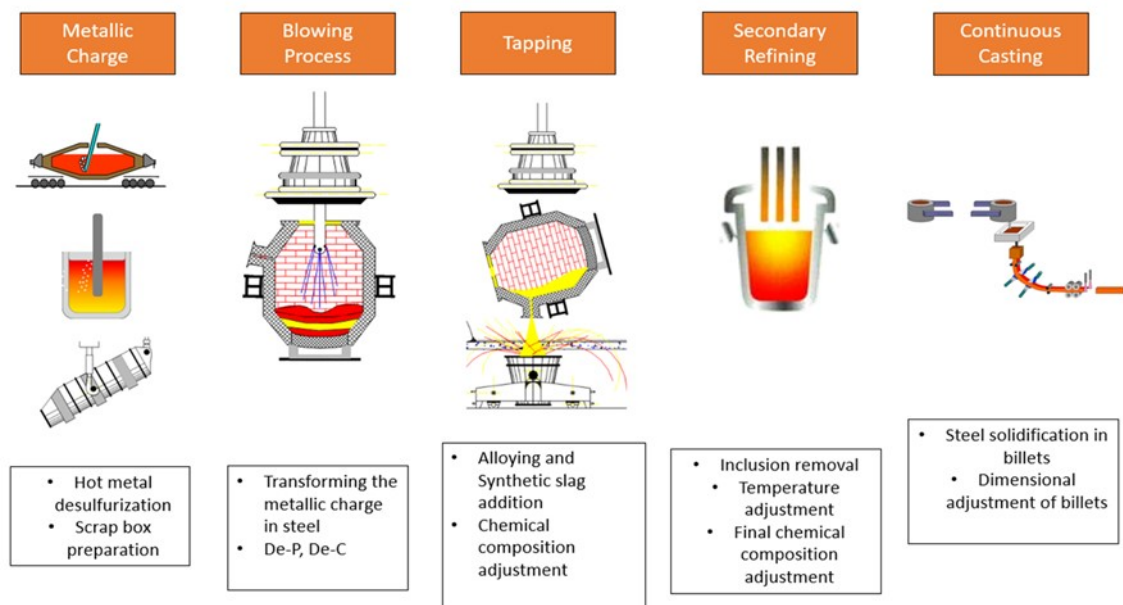 Metallic
Charge
Blowing
Process
Tapping
Secondary
Refining
Continuous
Casting
• Hot metal
desulfurization
• Scrap box
preparation
• Transforming the
metallic charge
in steel
• De-P, De-C
• Alloying and
Synthetic slag
addition
• Chemical
composition
adjustment
• Inclusion removal
• Temperature
adjustment
• Final chemical
composition
adjustment
• Steel solidification in
billets
• Dimensional
adjustment of billets